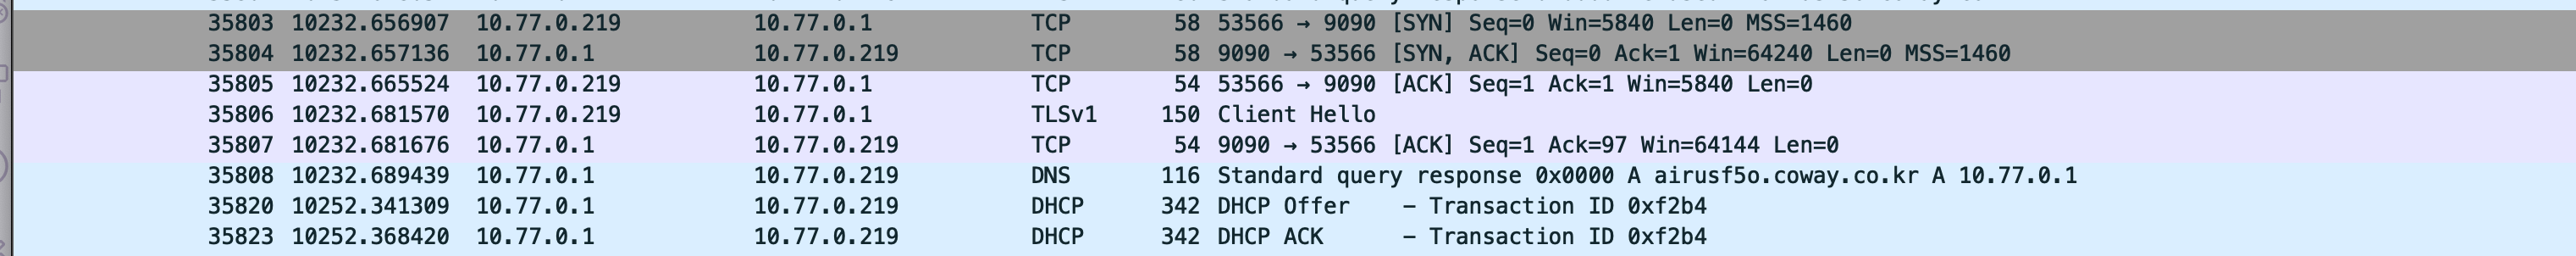 35803 10232.656907 10.77.0.219 10.77.0.1 TCP 58 53566 → 9090 [SYN] Seq=0 Win=5840 Len=0 MSS=1460
35804 10232.657136 10.77.0.1 10.77.0.219 TCP 58 9090 → 53566 [SYN, ACK] Seq=0 Ack=1 Win=64240 Len=0 MSS=1460
35805 10232.665524 10.77.0.219 10.77.0.1 TCP 54 53566 → 9090 [ACK] Seq=1 Ack=1 Win=5840 Len=0
35806 10232.681570 10.77.0.219 10.77.0.1 TLSv1 150 Client Hello
35807 10232.681676 10.77.0.1 10.77.0.219 TCP 54 9090 → 53566 [ACK] Seq=1 Ack=97 Win=64144 Len=0
35808 10232.689439 10.77.0.1 10.77.0.219 DNS 116 Standard query response 0x0000 A airusf5o.coway.co.kr A 10.77.0.1
35820 10252.341309 10.77.0.1 10.77.0.219 DHCP 342 DHCP Offer – Transaction ID 0xf2b4
35823 10252.368420 10.77.0.1 10.77.0.219 DHCP 342 DHCP ACK – Transaction ID 0xf2b4